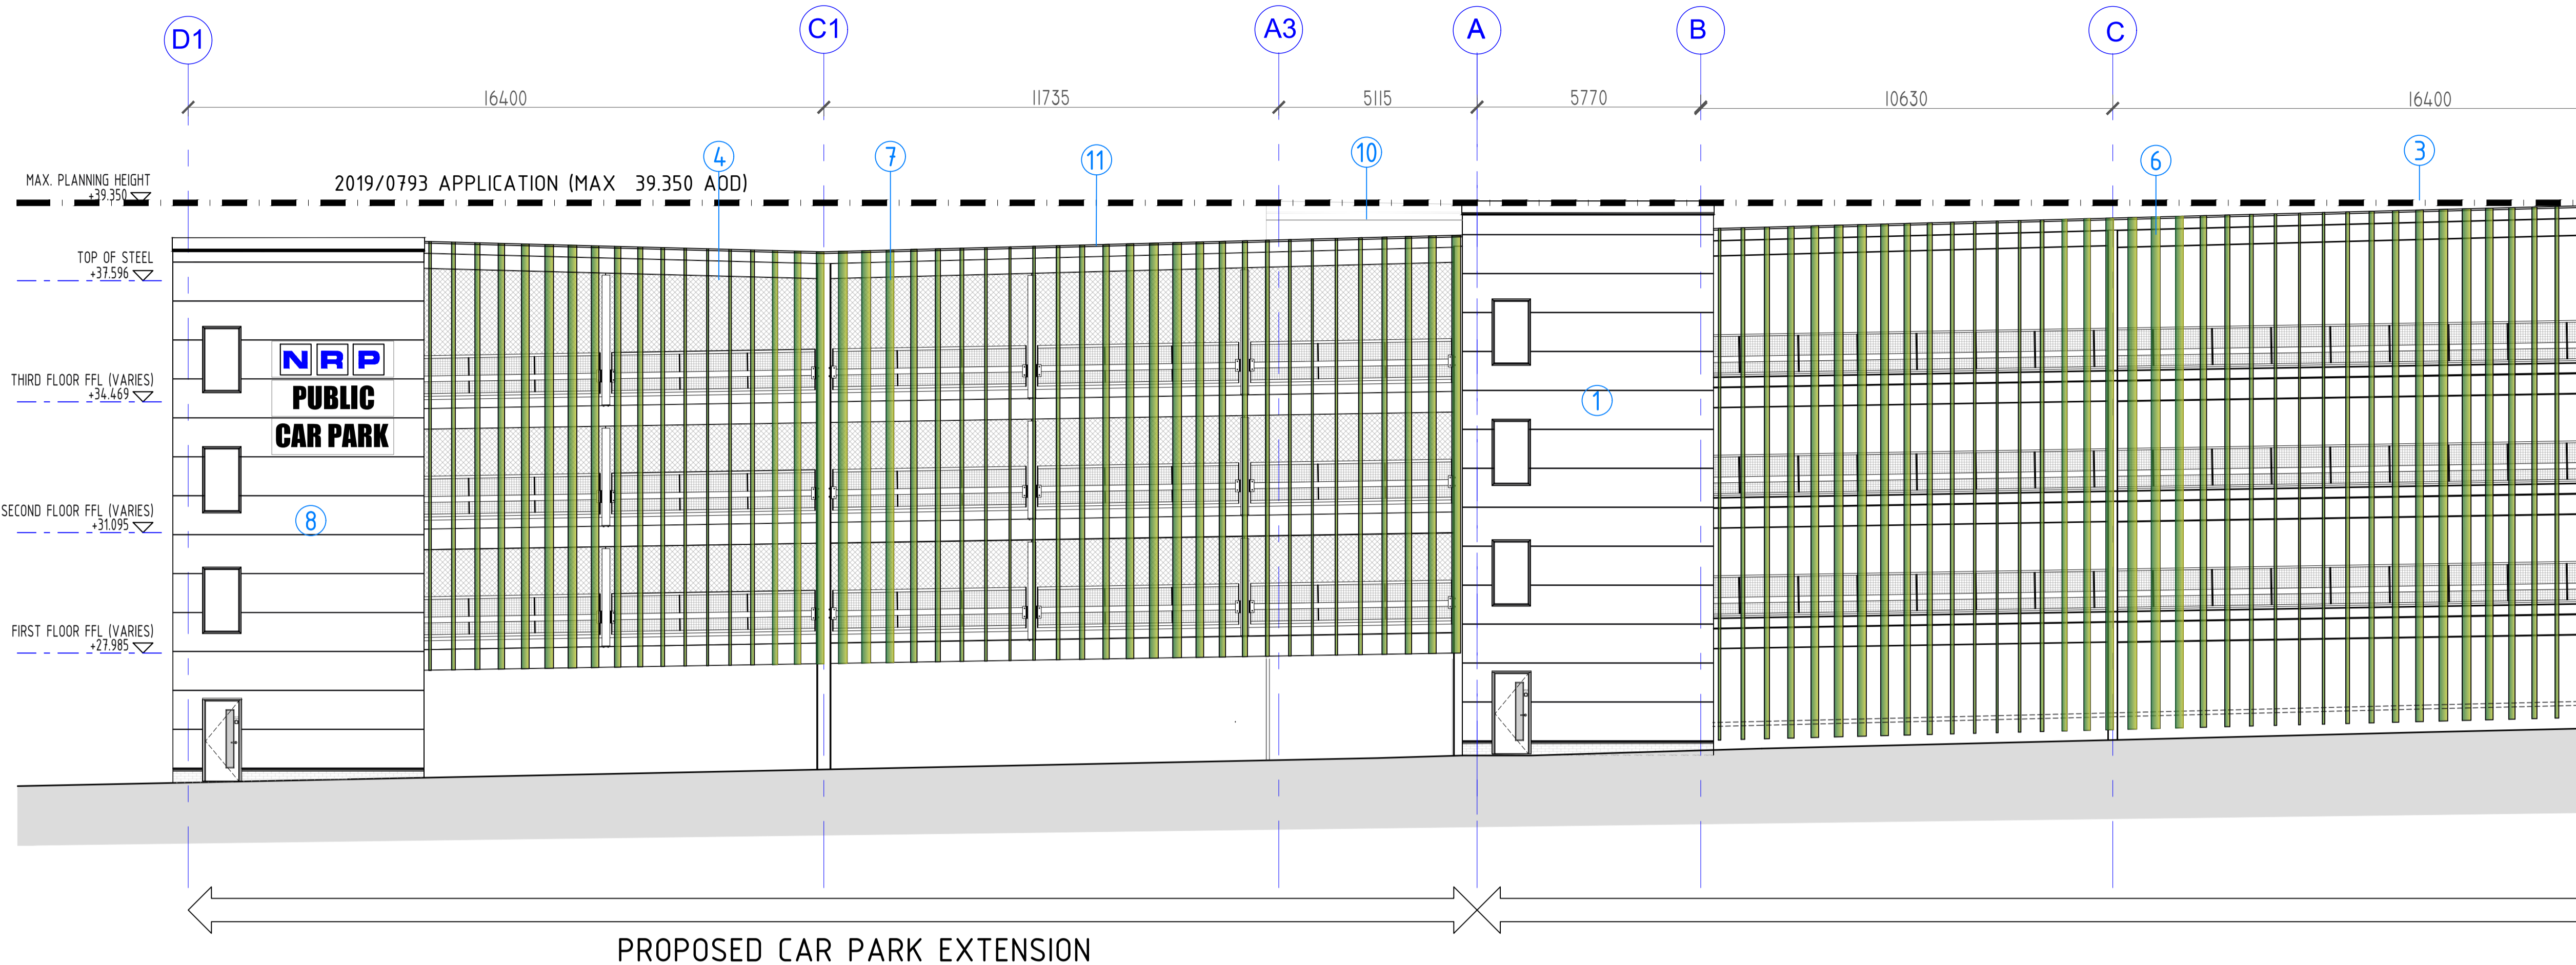 D1 C1 A3 A B C
16400 11735 5115 5770 10630 16400
4 7 11 10 6 3
MAX. PLANNING HEIGHT
+39.350
2019/0793 APPLICATION (MAX 39.350 AOD)
TOP OF STEEL
+37.596
NRP
PUBLIC
CAR PARK
THIRD FLOOR FFL (VARIES)
+34.469
1
SECOND FLOOR FFL (VARIES)
+31.095
8
FIRST FLOOR FFL (VARIES)
+27.985
PROPOSED CAR PARK EXTENSION